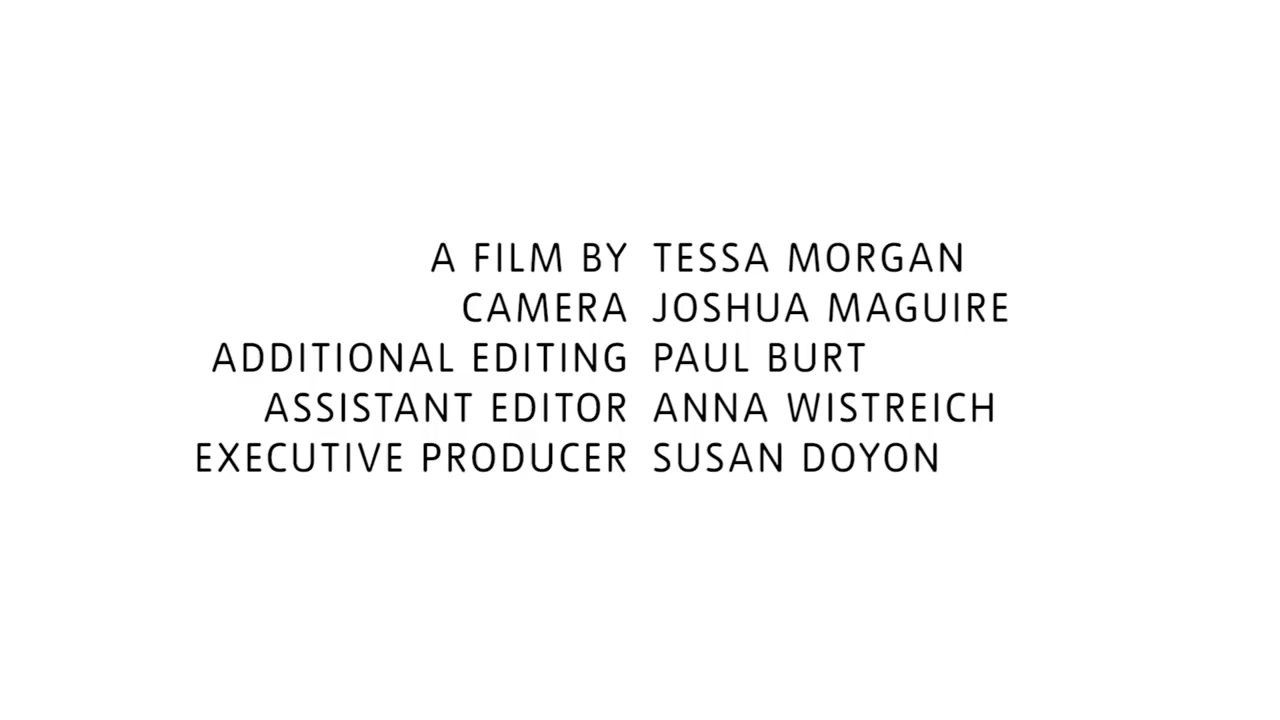 A FILM BY TESSA MORGAN
CAMERA JOSHUA MAGUIRE
ADDITIONAL EDITING PAUL BURT
ASSISTANT EDITOR ANNA WISTREICH
EXECUTIVE PRODUCER SUSAN DOYON